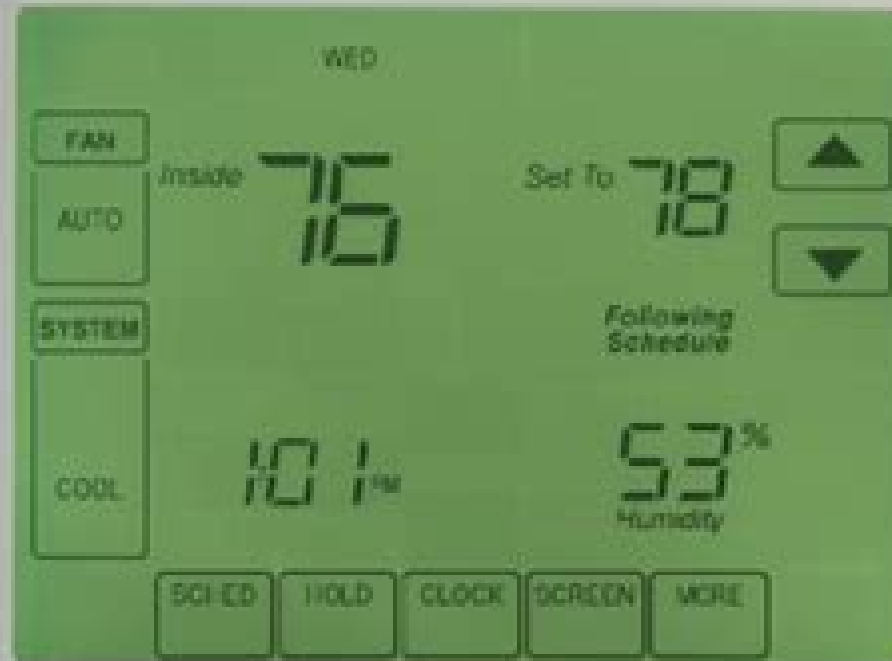 WED
FAN
AUTO
Inside 76
Set To 78
SYSTEM
COOL
Following
Schedule
1:01 PM
53%
Humidity
SCHED HOLD CLOCK SCREEN MORE